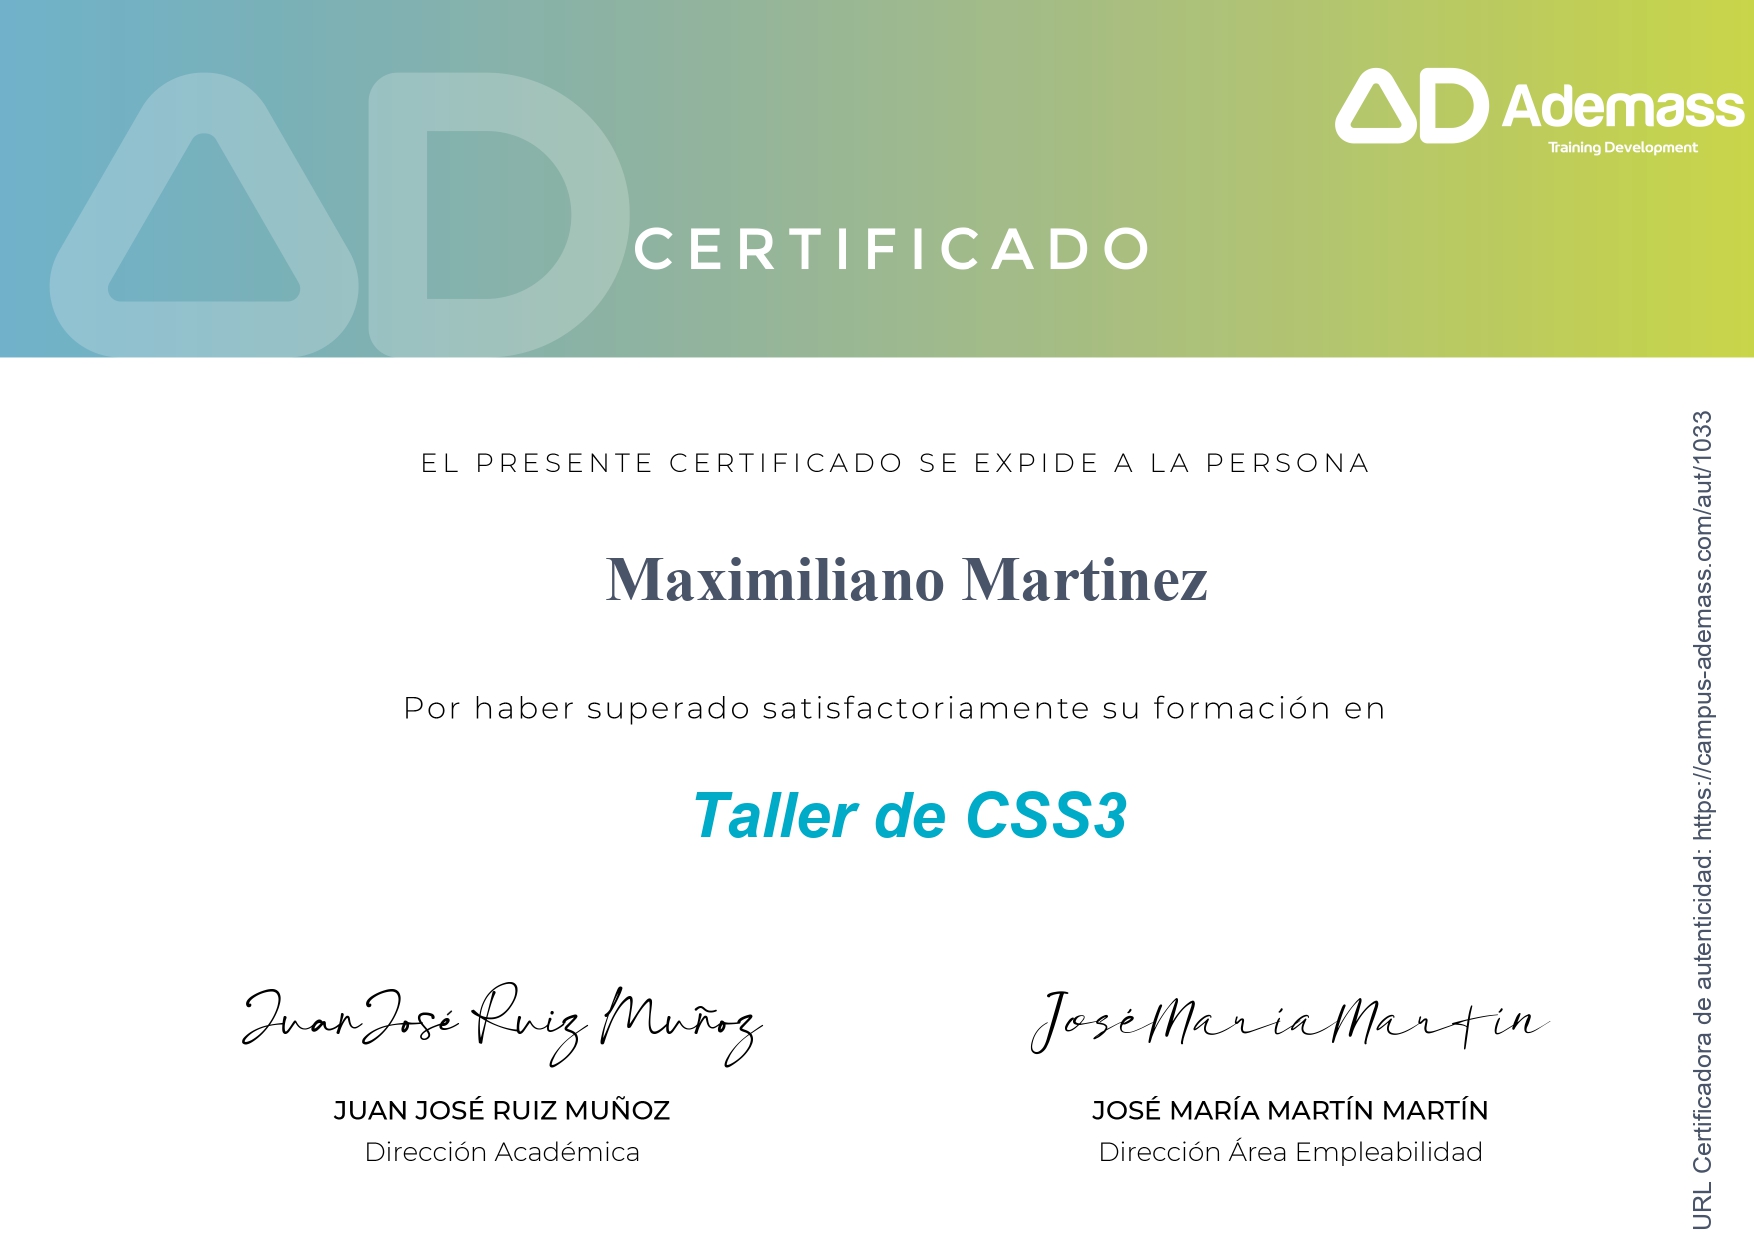 AD Ademass
Training Development
CERTIFICADO
EL PRESENTE CERTIFICADO SE EXPIDE A LA PERSONA
Maximiliano Martinez
Por haber superado satisfactoriamente su formación en
Taller de CSS3
Juan José Ruiz Muñoz
José María Martín
JUAN JOSÉ RUIZ MUÑOZ
JOSÉ MARÍA MARTÍN MARTÍN
Dirección Académica
Dirección Área Empleabilidad
URL Certificadora de autenticidad: https://campus-ademass.com/aut/1033